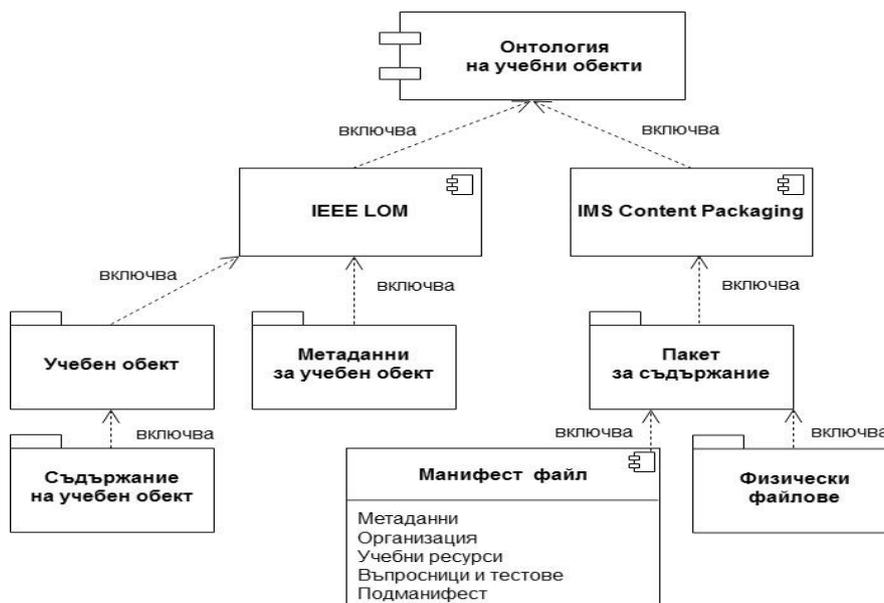 Онтология
на учебни обекти
включва
включва
IEEE LOM
IMS Content Packaging
включва
включва
включва
Учебен обект
Метаданни
за учебен обект
Пакет
за съдържание
включва
включва
включва
Съдържание
на учебен обект
Манифест файл
Метаданни
Организация
Учебни ресурси
Въпросници и тестове
Подманифест
Физически
файлове